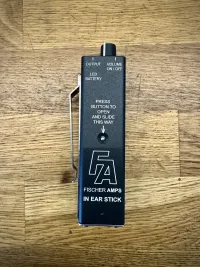 OUTPUT
VOLUME
ON / OFF
LED
BATTERY
PRESS
BUTTON TO
OPEN
AND SLIDE
THIS WAY
FA
FISCHER AMPS
IN EAR STICK